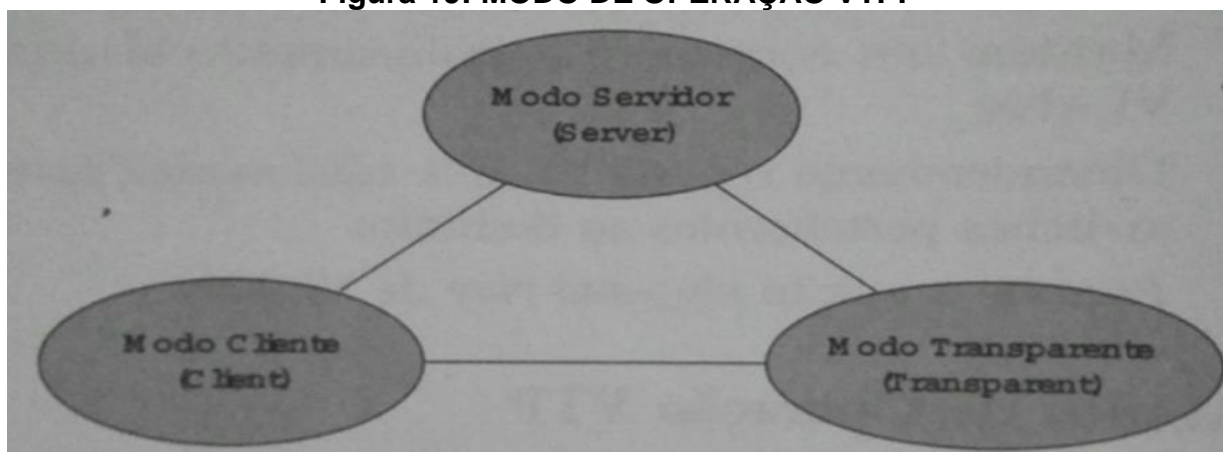 Modo Servidor
(Server)
Modo Cliente
(Client)
Modo Transparente
(Transparent)